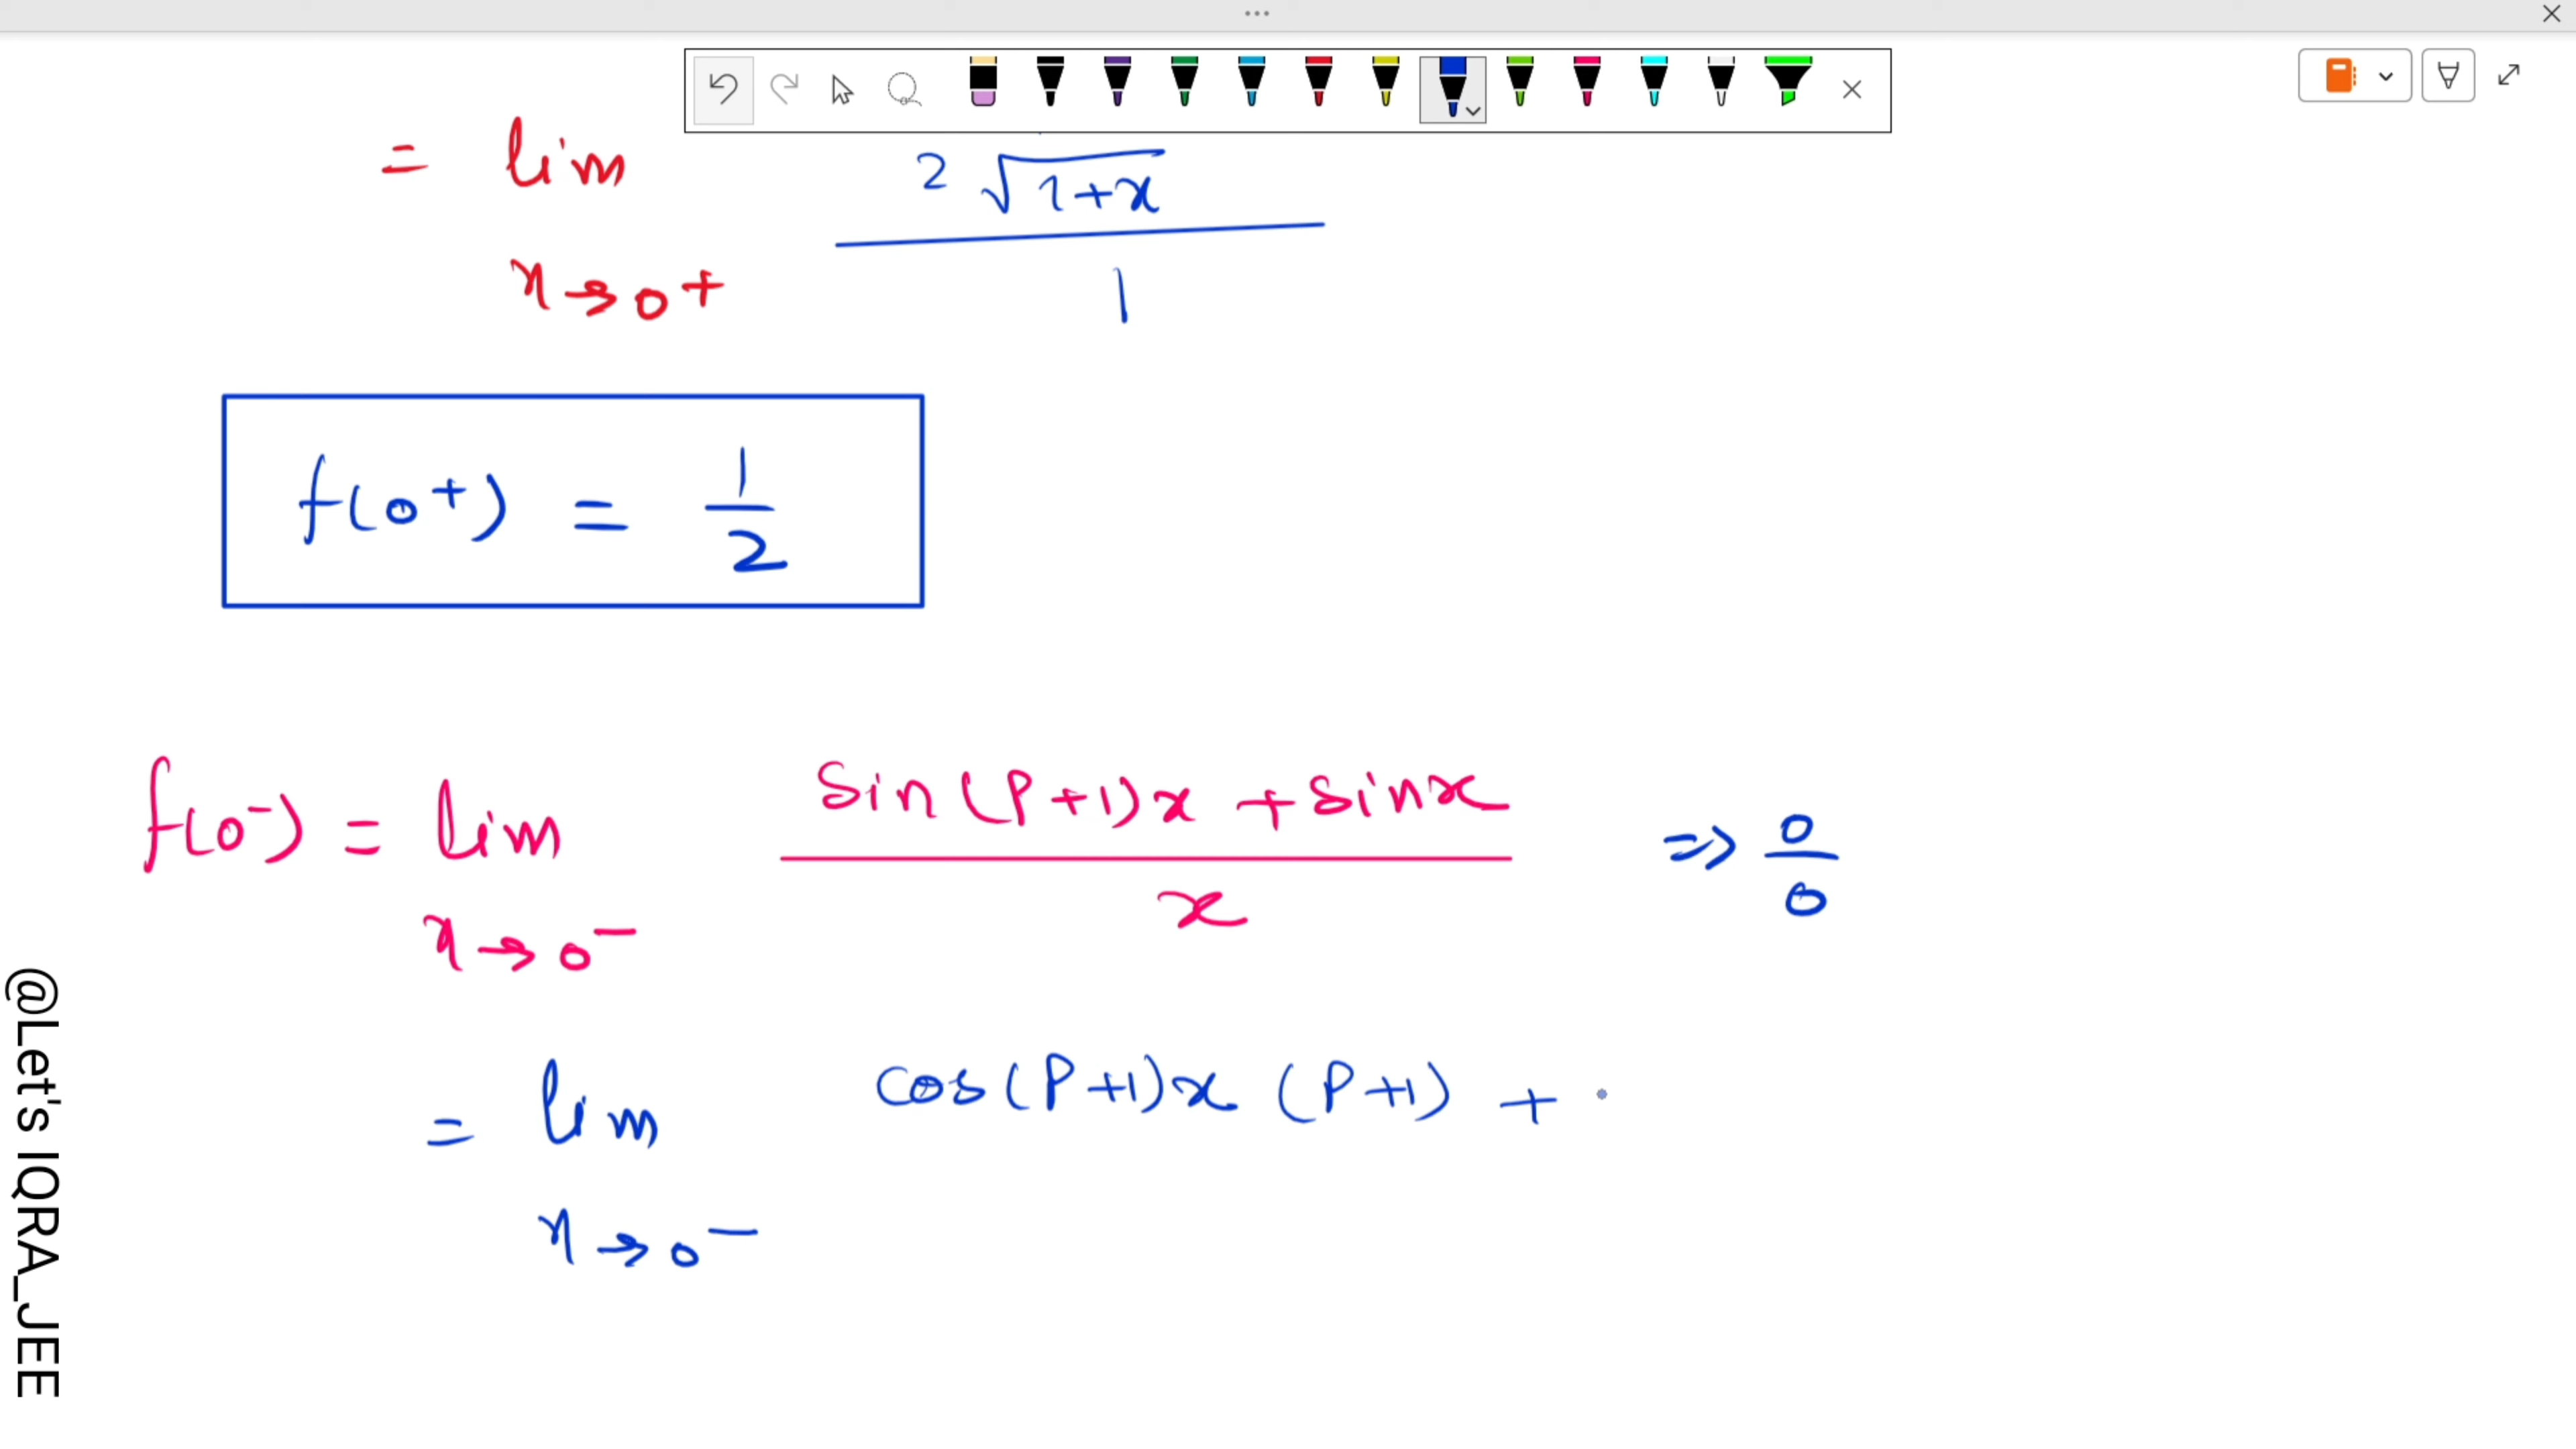 = lim 2 √1+x
x→0+ 1
f(0+) = 1/2
f(0-) = lim sin(P+1)x + sinx / x ⇒ 0/0
x→0-
= lim cos(P+1)x (P+1) +
x→0-
@Let's IQRA_JEE